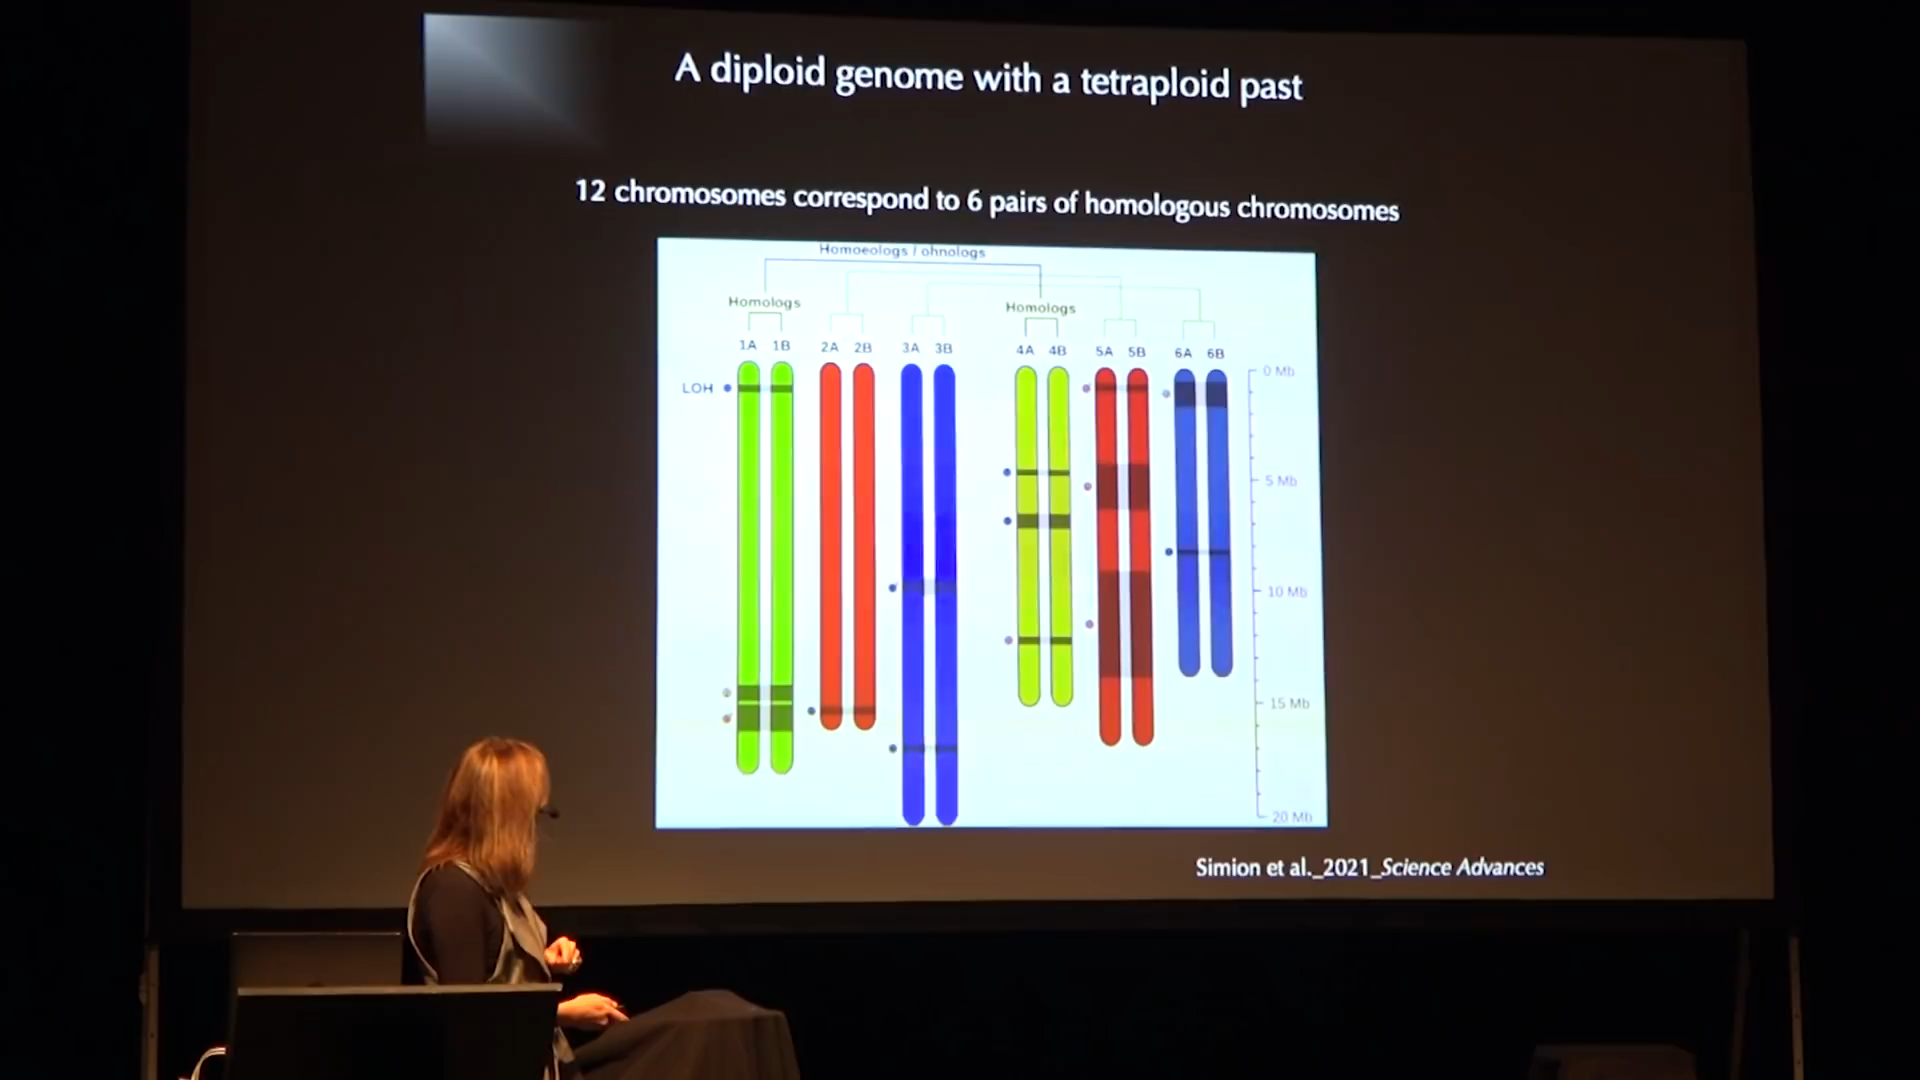 A diploid genome with a tetraploid past
12 chromosomes correspond to 6 pairs of homologous chromosomes
Homoeologs / ohnologs
Homologs
Homologs
1A 1B 2A 2B 3A 3B 4A 4B 5A 5B 6A 6B
LOH
0 Mb
5 Mb
10 Mb
15 Mb
20 Mb
Simion et al._2021_Science Advances